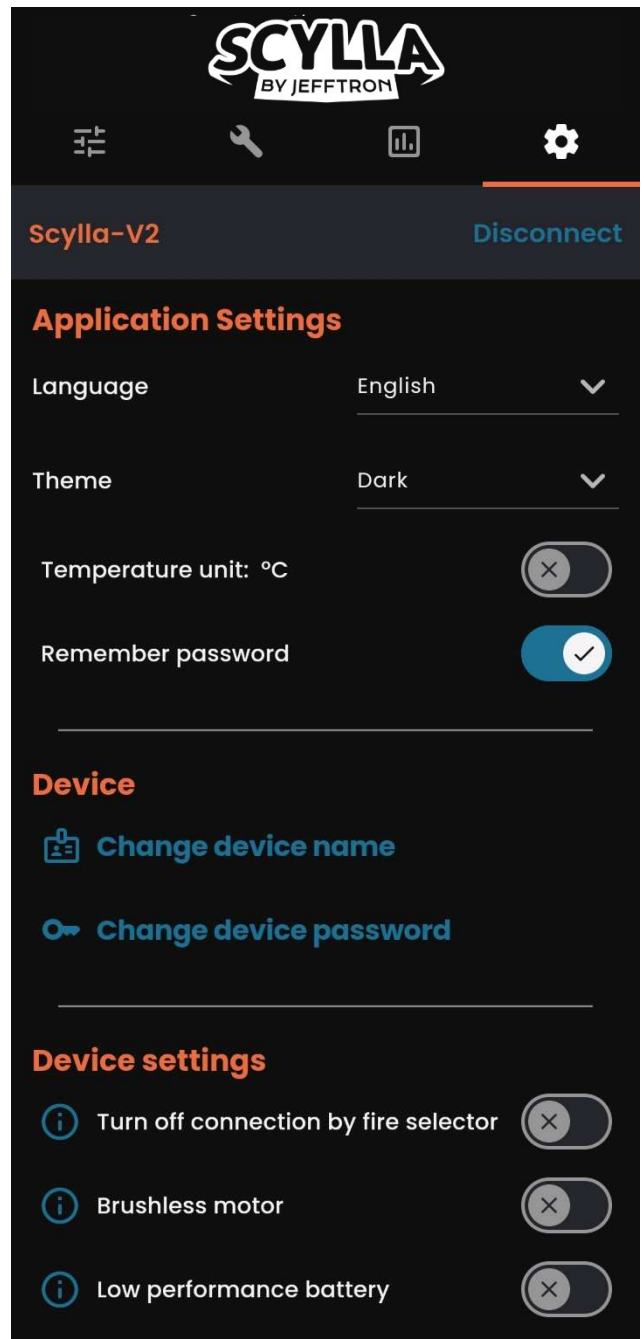 SCYLLA
BY JEFFTRON
Scylla-V2 Disconnect
Application Settings
Language English
Theme Dark
Temperature unit: °C
Remember password
Device
Change device name
Change device password
Device settings
Turn off connection by fire selector
Brushless motor
Low performance battery